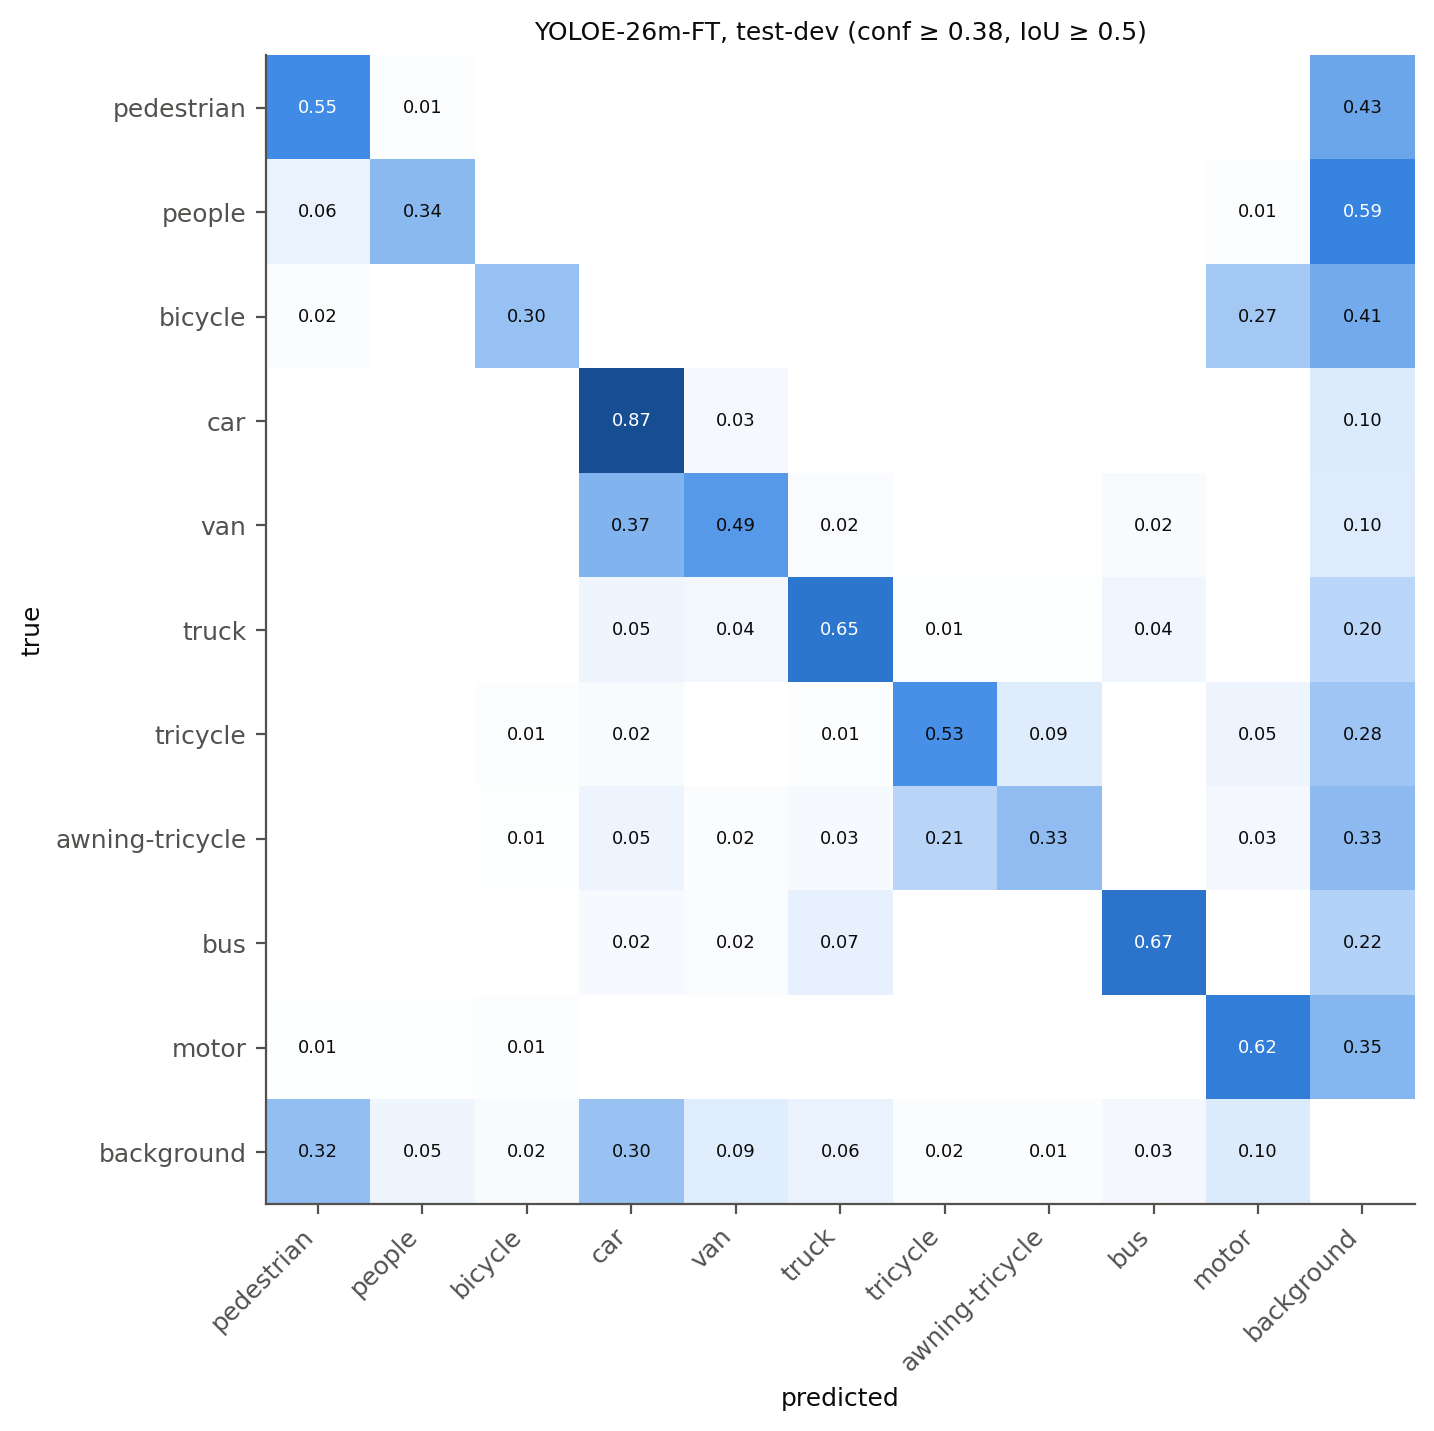 YOLOE-26m-FT, test-dev (conf ≥ 0.38, IoU ≥ 0.5)
pedestrian 0.55 0.01 0.43
people 0.06 0.34 0.01 0.59
bicycle 0.02 0.30 0.27 0.41
car 0.87 0.03 0.10
van 0.37 0.49 0.02 0.02 0.10
truck 0.05 0.04 0.65 0.01 0.04 0.20
tricycle 0.01 0.02 0.01 0.53 0.09 0.05 0.28
awning-tricycle 0.01 0.05 0.02 0.03 0.21 0.33 0.03 0.33
bus 0.02 0.02 0.07 0.67 0.22
motor 0.01 0.01 0.62 0.35
background 0.32 0.05 0.02 0.30 0.09 0.06 0.02 0.01 0.03 0.10
true
pedestrian people bicycle car van truck tricycle awning-tricycle bus motor background
predicted